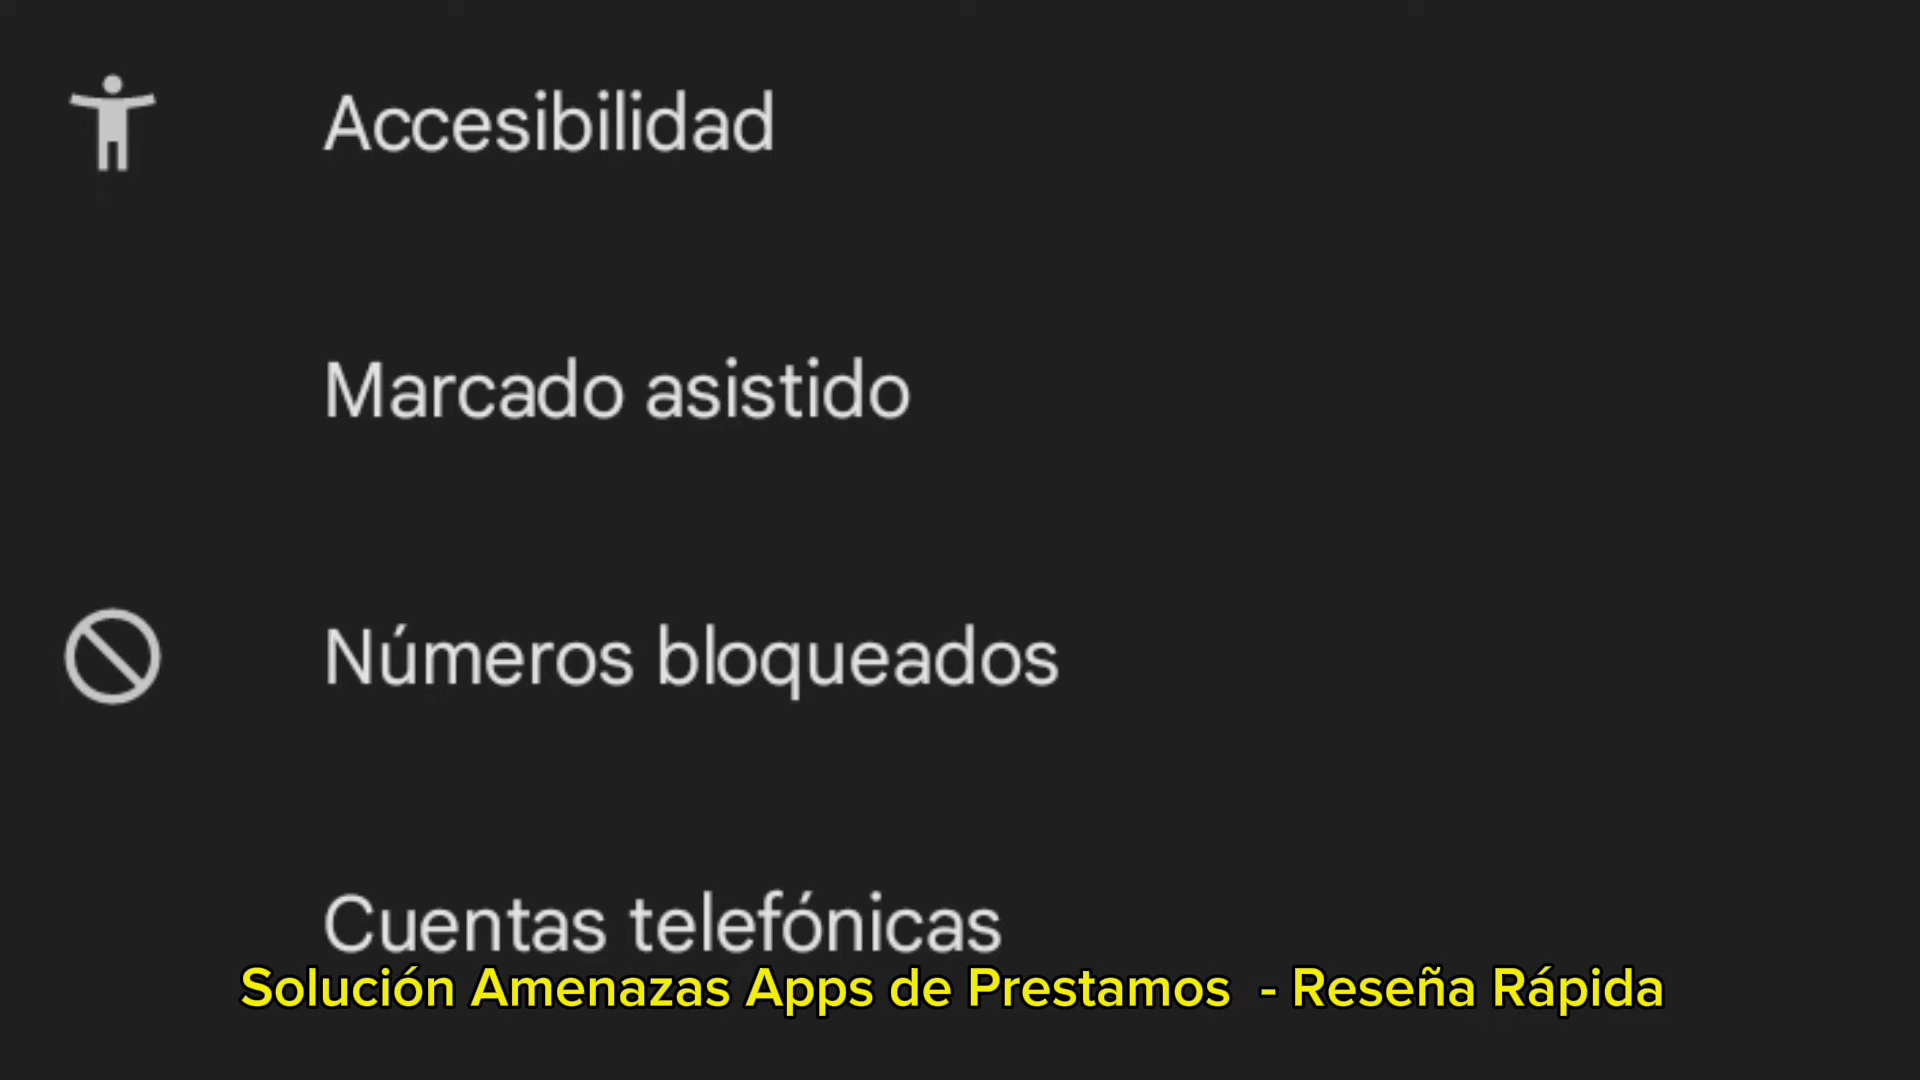 Accesibilidad
Marcado asistido
Números bloqueados
Cuentas telefónicas
Solución Amenazas Apps de Prestamos - Reseña Rápida